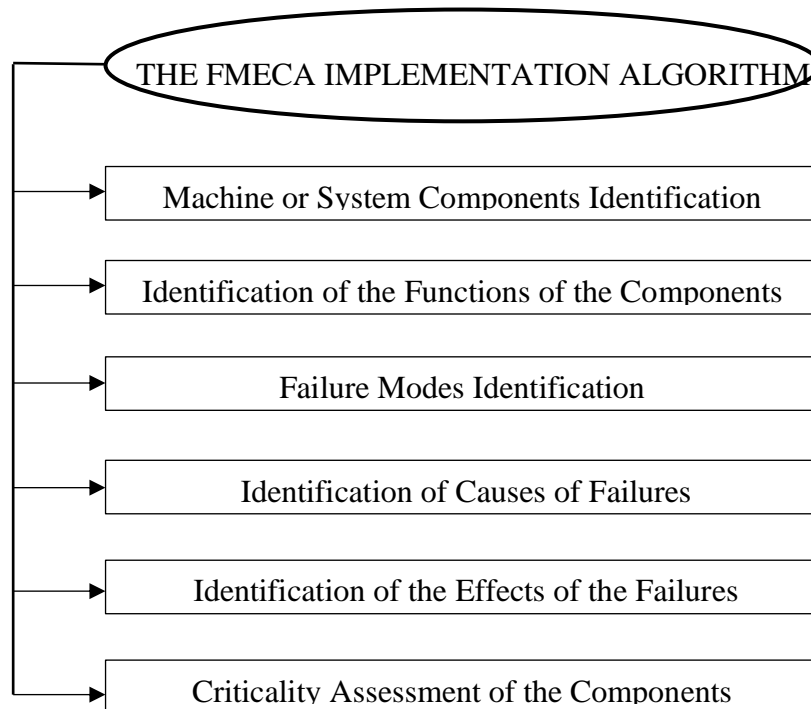 THE FMECA IMPLEMENTATION ALGORITHM
Machine or System Components Identification
Identification of the Functions of the Components
Failure Modes Identification
Identification of Causes of Failures
Identification of the Effects of the Failures
Criticality Assessment of the Components